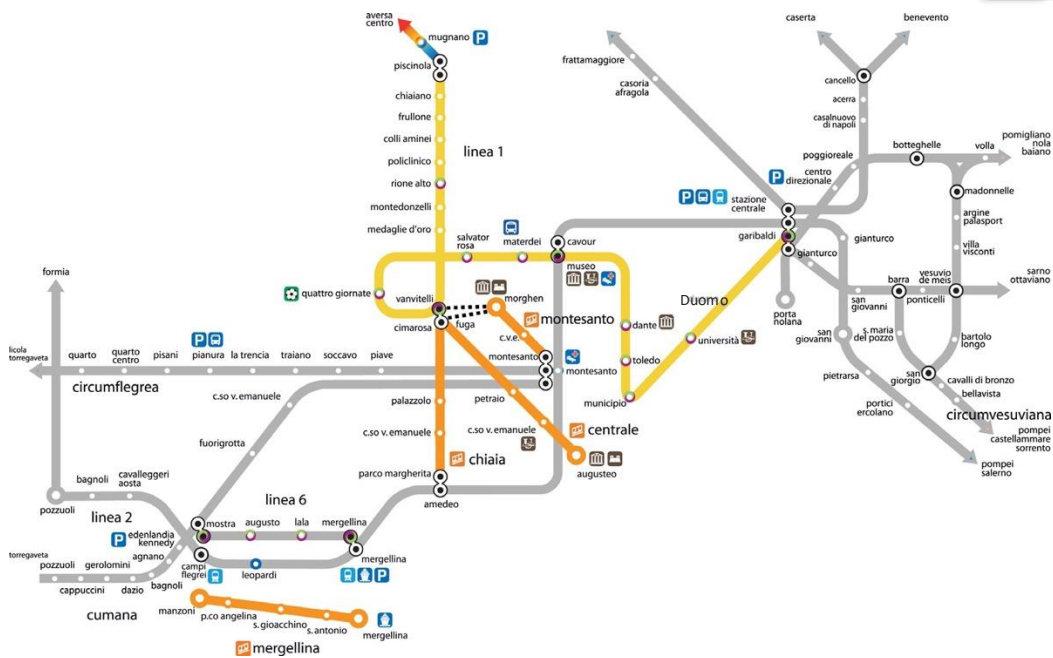 aversa
centro
mugnano
P
piscinola
chiaiano
frullone
colli aminei
policlinico
rione alto
montedonzelli
medaglie d'oro
linea 1
frattamaggiore
casoria
afragola
caserta
benevento
cancello
acerra
casalnuovo
di napoli
botteghelle
volla
pomigliano
nola
baiano
poggioreale
centro
direzionale
P
P
stazione
centrale
garibaldi
gianturco
gianturco
madonnelle
argine
palasport
villa
visconti
vesuvio
de meis
sarno
ottaviano
barra
ponticelli
san
giovanni
porta
nolana
san
giovanni
s. maria
del pozzo
bartolo
longo
san
giorgio
cavalli di bronzo
bellavista
circumvesuviana
pompei
castellammare
sorrento
pietrarsa
portici
ercolano
pompei
salerno
salvator
rosa
materdei
cavour
museo
quattro giornate
vanvitelli
cimarosa
fuga
morghen
montesanto
c.v.e.
montesanto
montesanto
dante
toledo
municipio
università
Duomo
formia
licola
torregaveta
quarto
quarto
centro
pisani
pianura
P
la trencia
traiano
soccavo
piave
circumflegrea
c.so v. emanuele
fuorigrotta
palazzolo
c.so v. emanuele
chiaia
parco margherita
amedeo
petraio
c.so v. emanuele
centrale
augusteo
bagnoli
cavalleggeri
aosta
pozzuoli
linea 2
linea 6
mostra
augusto
lala
mergellina
P
edenlandia
kennedy
agnano
torregaveta
pozzuoli
gerolomini
cappuccini
dazio
bagnoli
cumana
campi
flegrei
leopardi
mergellina
P
manzoni
p.co angelina
s. gioacchino
s. antonio
mergellina
mergellina